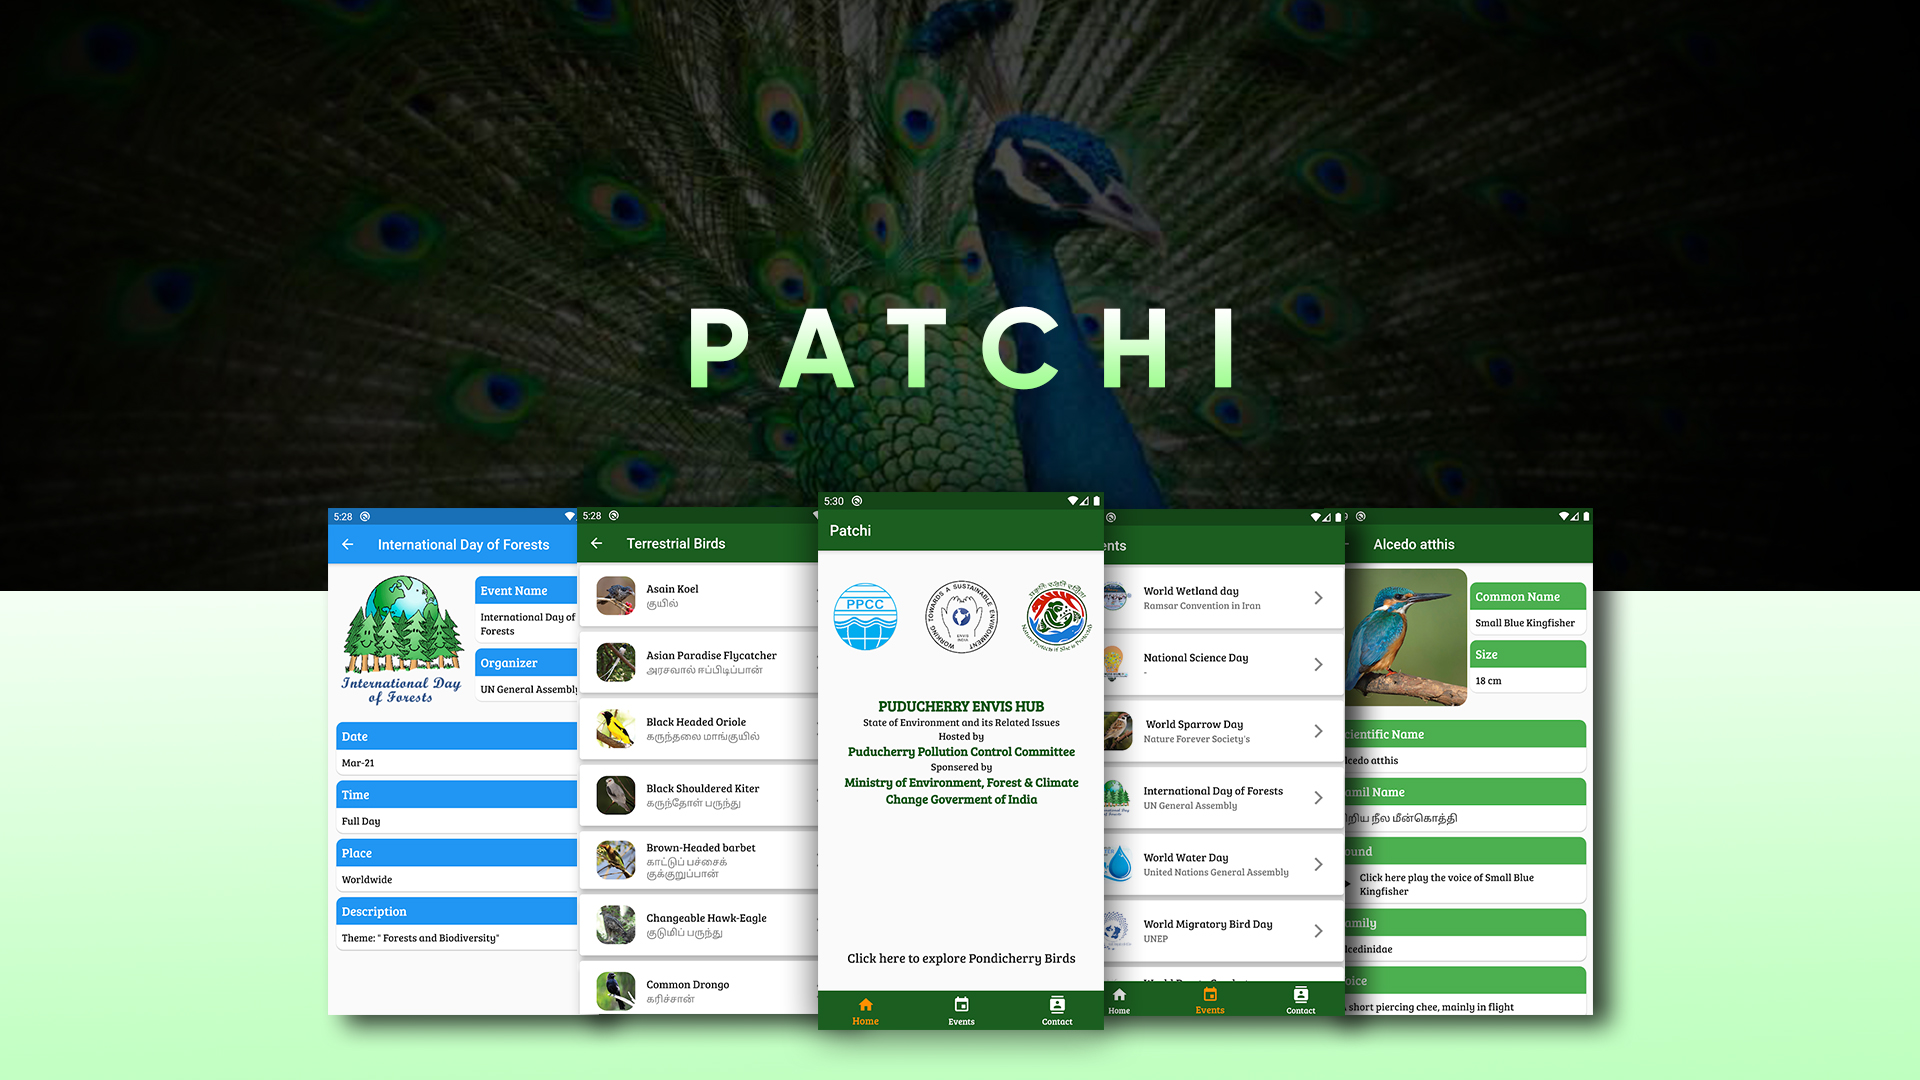 PATCHI
5:28
International Day of Forests
International Day
of Forests
Event Name
International Day of
Forests
Organizer
UN General Assembly
Date
Mar-21
Time
Full Day
Place
Worldwide
Description
Theme: " Forests and Biodiversity"
5:28
Terrestrial Birds
Asain Koel
குயில்
Asian Paradise Flycatcher
அரசவால் ஈப்பிடிப்பான்
Black Headed Oriole
கருந்தலை மாங்குயில்
Black Shouldered Kiter
கருந்தோள் பருந்து
Brown-Headed barbet
காட்டுப் பச்சைக்
குக்குறுப்பான்
Changeable Hawk-Eagle
குடுமிப் பருந்து
Common Drongo
கரிச்சான்
5:30
Patchi
PPCC
WORKING TOWARDS A SUSTAINABLE ENVIRONMENT
ENVIS
INDIA
PUDUCHERRY ENVIS HUB
State of Environment and its Related Issues
Hosted by
Puducherry Pollution Control Committee
Sponsered by
Ministry of Environment, Forest & Climate
Change Goverment of India
Click here to explore Pondicherry Birds
Home
Events
Contact
ents
World Wetland day
Ramsar Convention in Iran
National Science Day
-
World Sparrow Day
Nature Forever Society's
International Day of Forests
UN General Assembly
World Water Day
United Nations General Assembly
World Migratory Bird Day
UNEP
Home
Events
Contact
Alcedo atthis
Common Name
Small Blue Kingfisher
Size
18 cm
cientific Name
lcedo atthis
amil Name
றிய நீல மீன்கொத்தி
ound
Click here play the voice of Small Blue
Kingfisher
amily
lcedinidae
oice
short piercing chee, mainly in flight